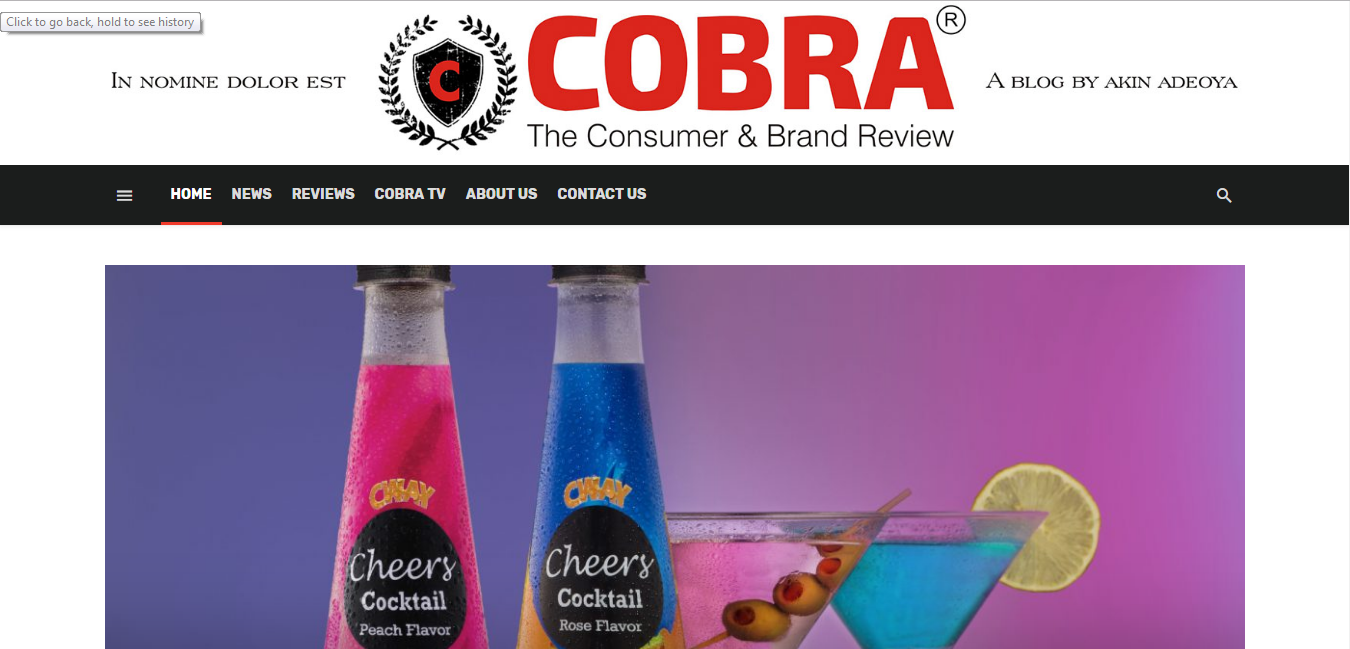 Click to go back, hold to see history
IN NOMINE DOLOR EST
C
COBRA®
The Consumer & Brand Review
A BLOG BY AKIN ADEOYA
HOME NEWS REVIEWS COBRA TV ABOUT US CONTACT US
Cheers
Cocktail
Peach Flavor
Cheers
Cocktail
Rose Flavor